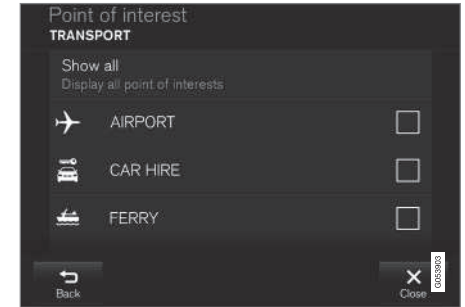 Point of interest
TRANSPORT
Show all
Display all point of interests
AIRPORT
CAR HIRE
FERRY
Back
Close
G053903